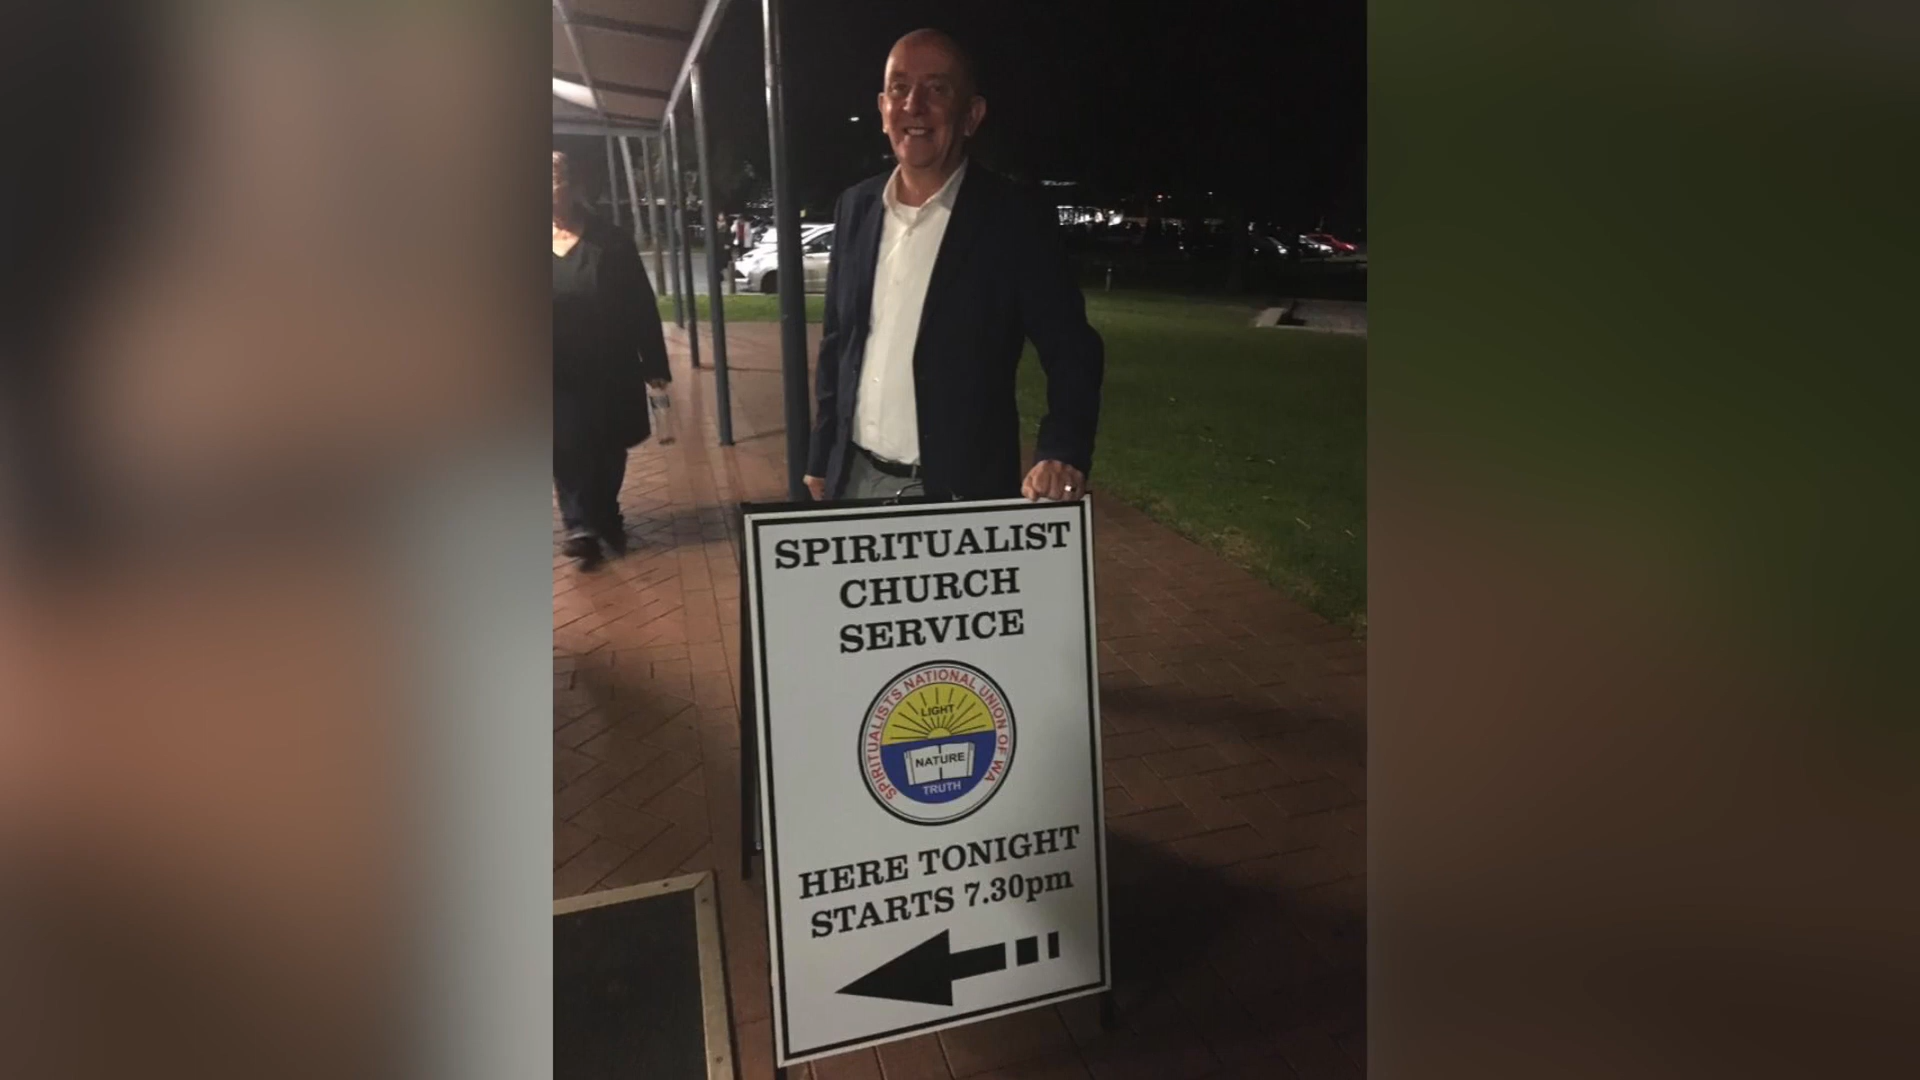 SPIRITUALIST
CHURCH
SERVICE
SPIRITUALISTS NATIONAL UNION OF WA
LIGHT
NATURE
TRUTH
HERE TONIGHT
STARTS 7.30pm